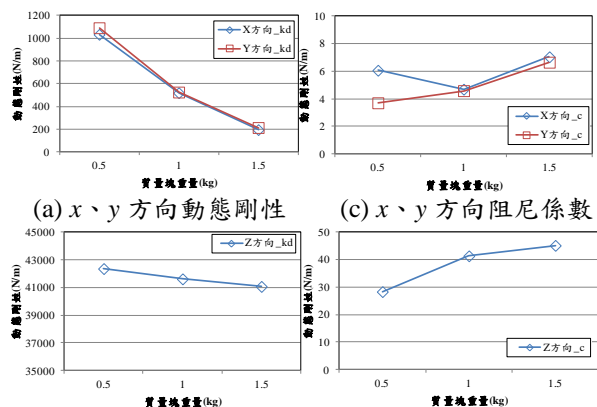 1200
1000
800
600
400
200
0
動態剛性(N/m)
X方向_kd
Y方向_kd
0.5 1 1.5
質量塊重量(kg)
10
8
6
4
2
0
動態剛性(N/m)
X方向_c
Y方向_c
0.5 1 1.5
質量塊重量(kg)
(a) x、y 方向動態剛性
(c) x、y 方向阻尼係數
45000
43000
41000
39000
37000
35000
動態剛性(N/m)
Z方向_kd
0.5 1 1.5
質量塊重量(kg)
50
40
30
20
10
0
動態剛性(N/m)
Z方向_c
0.5 1 1.5
質量塊重量(kg)